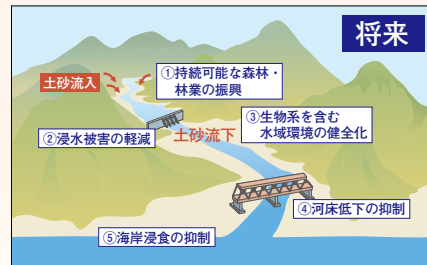 将来
土砂流入
①持続可能な森林・
林業の振興
②浸水被害の軽減
土砂流下
③生物系を含む
水域環境の健全化
④河床低下の抑制
⑤海岸浸食の抑制